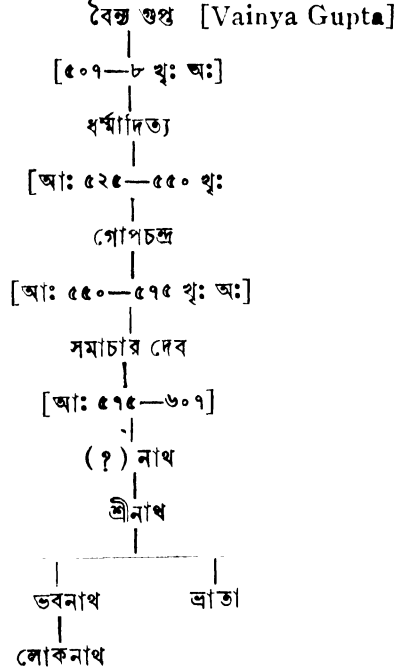 বৈন্য গুপ্ত [Vainya Gupta]
[৫০৭—৮ খৃঃ অঃ]
ধর্ম্মাদিত্য
[আঃ ৫২৫—৫৫০ খৃঃ
গোপচন্দ্র
[আঃ ৫৫০—৫৭৫ খৃঃ অঃ]
সমাচার দেব
[আঃ ৫৭৫—৬০৭]
(?) নাথ
শ্রীনাথ
ভবনাথ ভ্রাতা
লোকনাথ